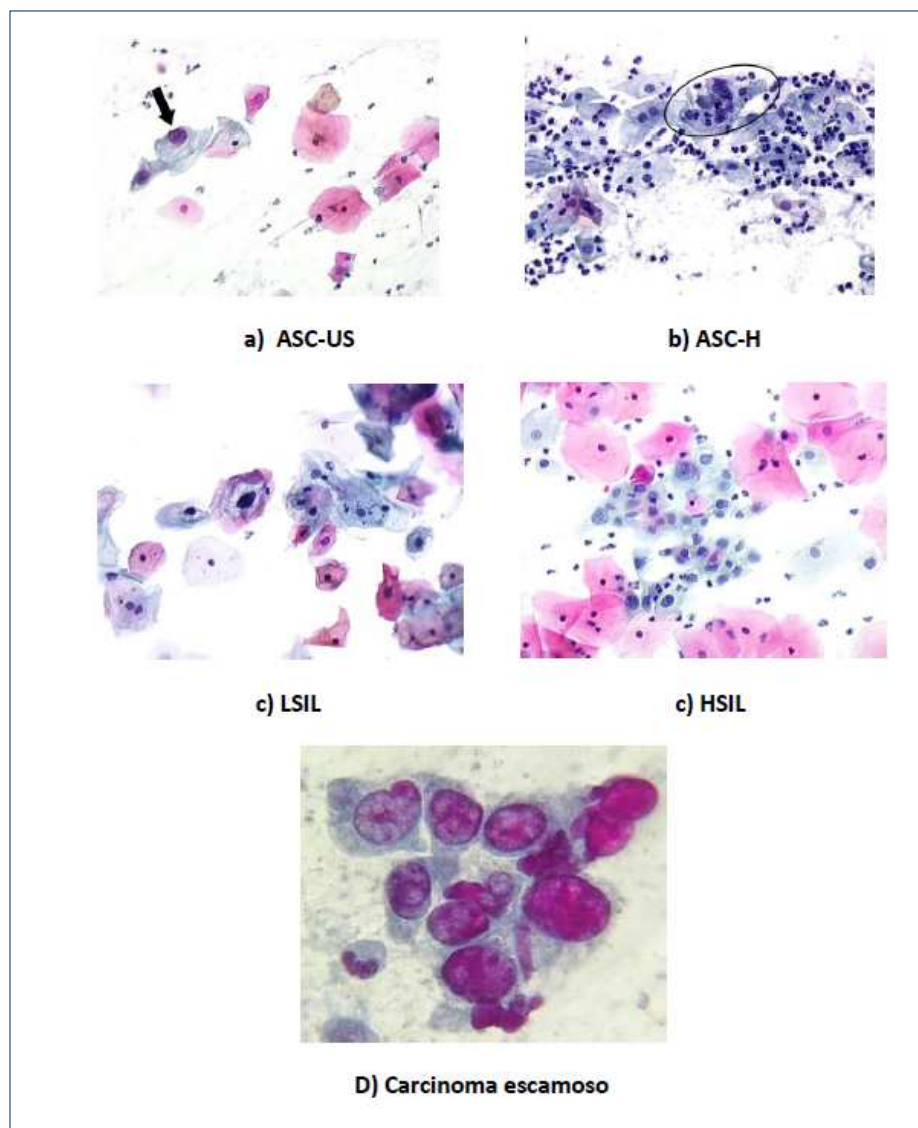 a) ASC-US
b) ASC-H
c) LSIL
c) HSIL
D) Carcinoma escamoso